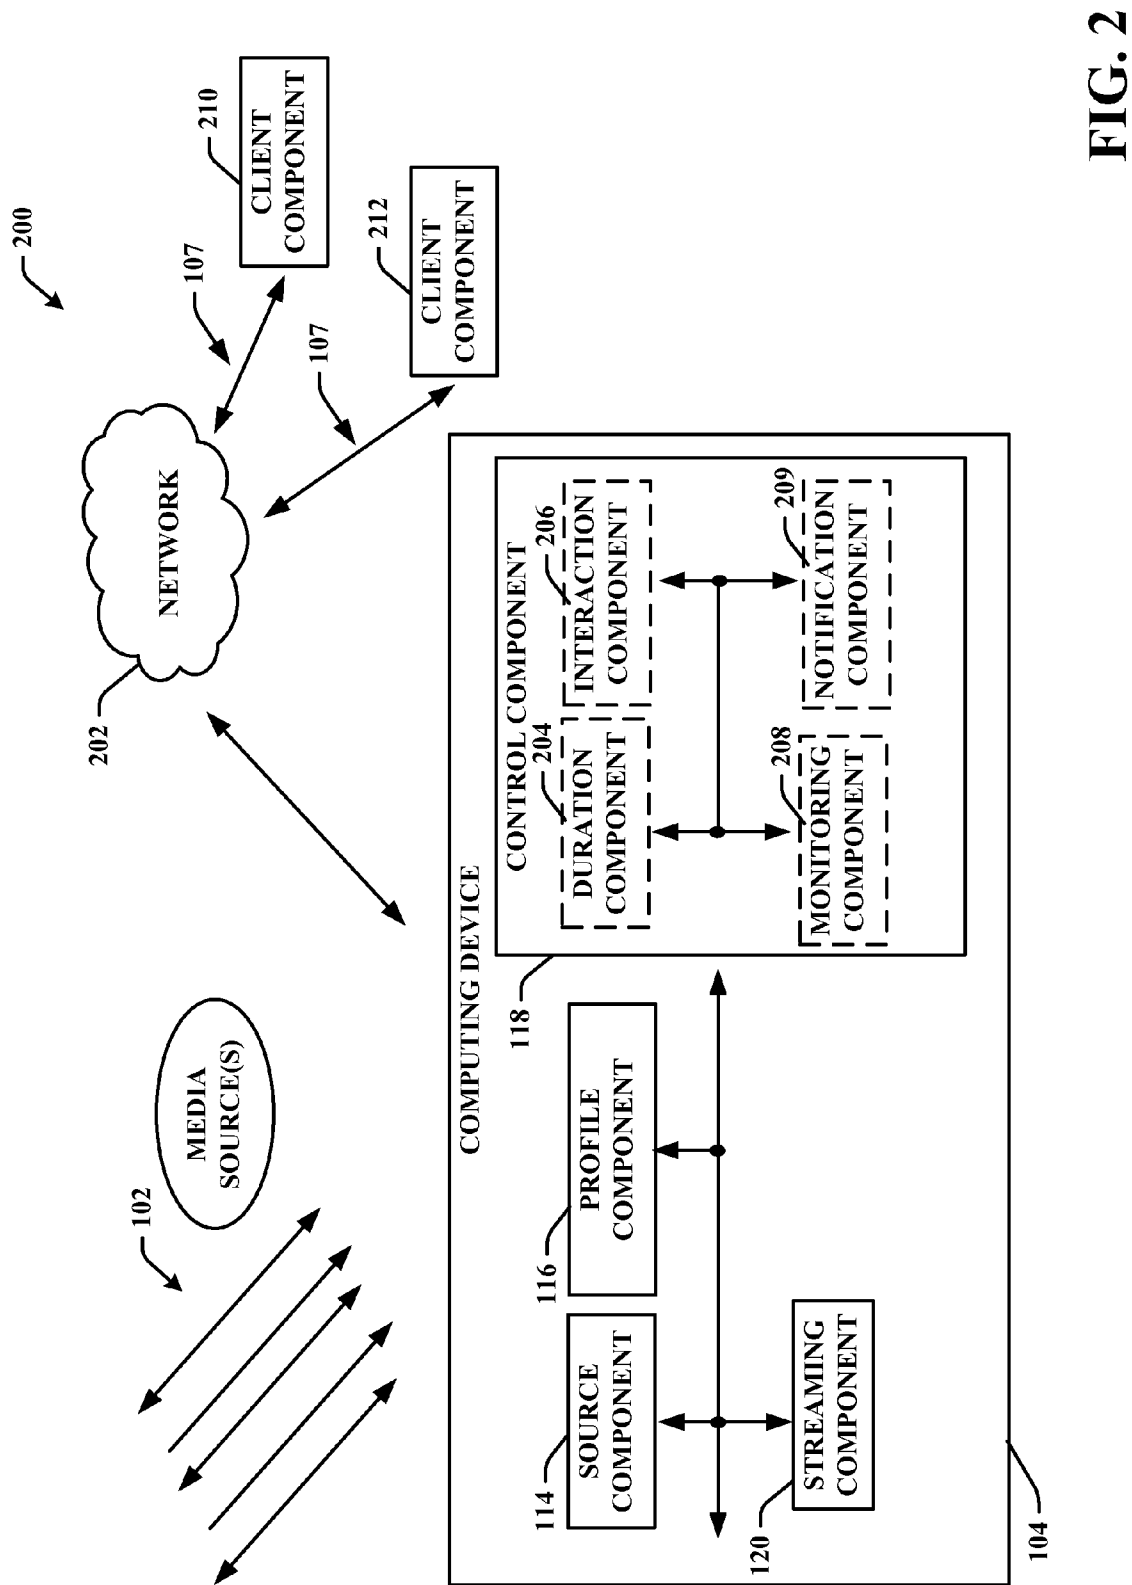 200
102
MEDIA
SOURCE(S)
202
NETWORK
107
210
CLIENT
COMPONENT
107
212
CLIENT
COMPONENT
COMPUTING DEVICE
114
SOURCE
COMPONENT
116
PROFILE
COMPONENT
118
CONTROL COMPONENT
204
DURATION
COMPONENT
206
INTERACTION
COMPONENT
120
STREAMING
COMPONENT
208
MONITORING
COMPONENT
209
NOTIFICATION
COMPONENT
104
FIG. 2